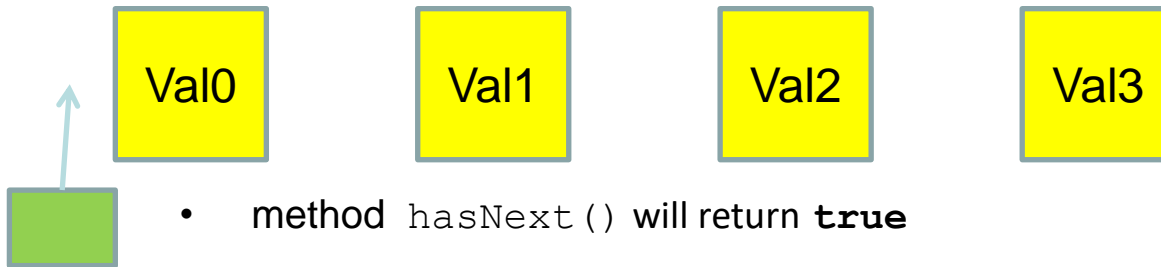 Val0 Val1 Val2 Val3
• method hasNext() will return true